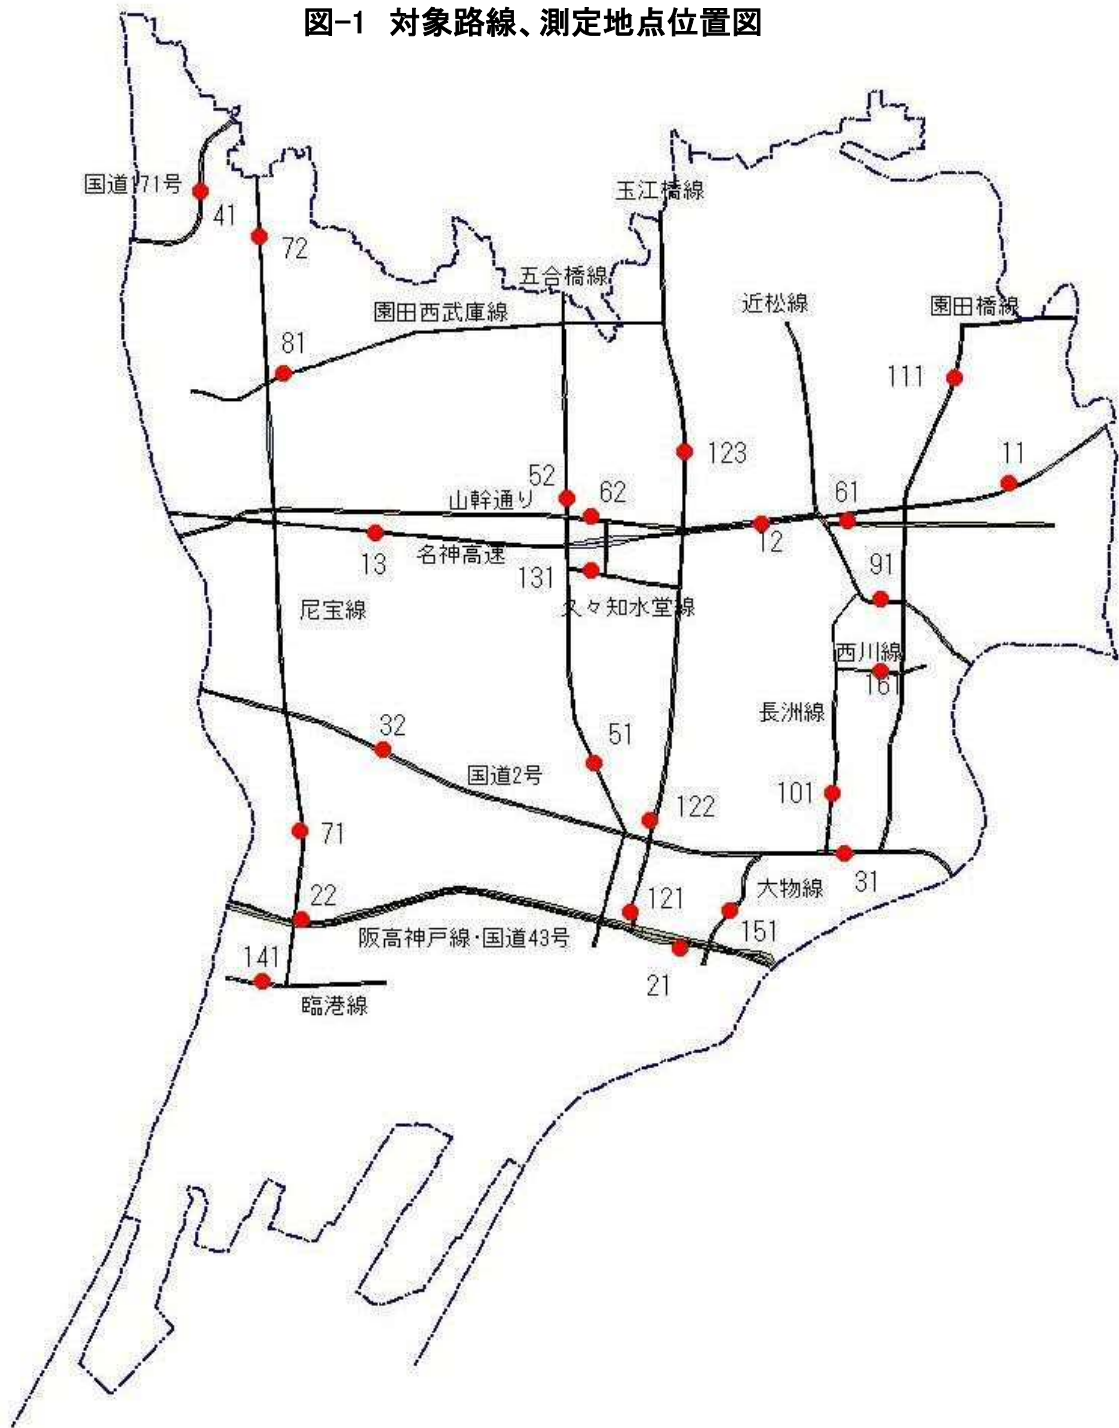 図-1 対象路線、測定地点位置図
国道171号
41
72
玉江橋線
五合橋線
園田西武庫線
近松線
園田橋線
81
111
123
11
52
62
山幹通り
61
12
13
名神高速
131
91
久々知水堂線
尼宝線
西川線
161
長洲線
32
51
国道2号
101
122
71
31
大物線
22
121
151
阪高神戸線・国道43号
141
21
臨港線